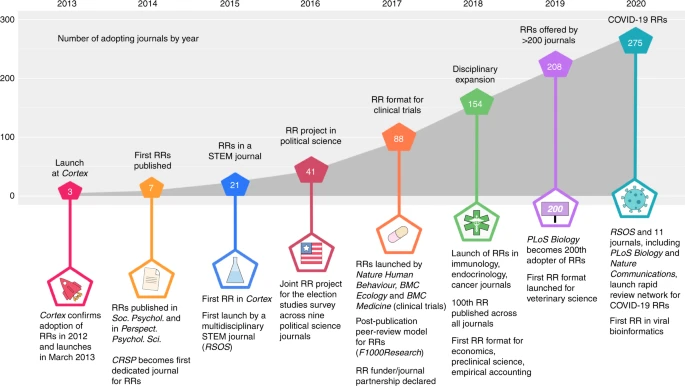 2013 2014 2015 2016 2017 2018 2019 2020
300
200
100
0
Number of adopting journals by year
Launch
at Cortex
3
Cortex confirms
adoption of
RRs in 2012
and launches
in March 2013
First RRs
published
7
RRs published in
Soc. Psychol. and
in Perspect.
Psychol. Sci.
CRSP becomes first
dedicated journal
for RRs
RRs in a
STEM journal
21
First RR in Cortex
First launch by a
multidisciplinary
STEM journal
(RSOS)
RR project in
political science
41
Joint RR project
for the election
studies survey
across nine
political science
journals
RR format for
clinical trials
88
RRs launched by
Nature Human
Behaviour, BMC
Ecology and BMC
Medicine (clinical trials)
Post-publication
peer-review model
for RRs
(F1000Research)
RR funder/journal
partnership declared
Disciplinary
expansion
154
Launch of RRs in
immunology,
endocrinology,
cancer journals
100th RR
published across
all journals
First RR format for
economics,
preclinical science,
empirical accounting
RRs offered by
>200 journals
208
200
PLoS Biology
becomes 200th
adopter of RRs
First RR format
launched for
veterinary science
COVID-19 RRs
275
RSOS and 11
journals, including
PLoS Biology and
Nature
Communications,
launch rapid
review network for
COVID-19 RRs
First RR in viral
bioinformatics